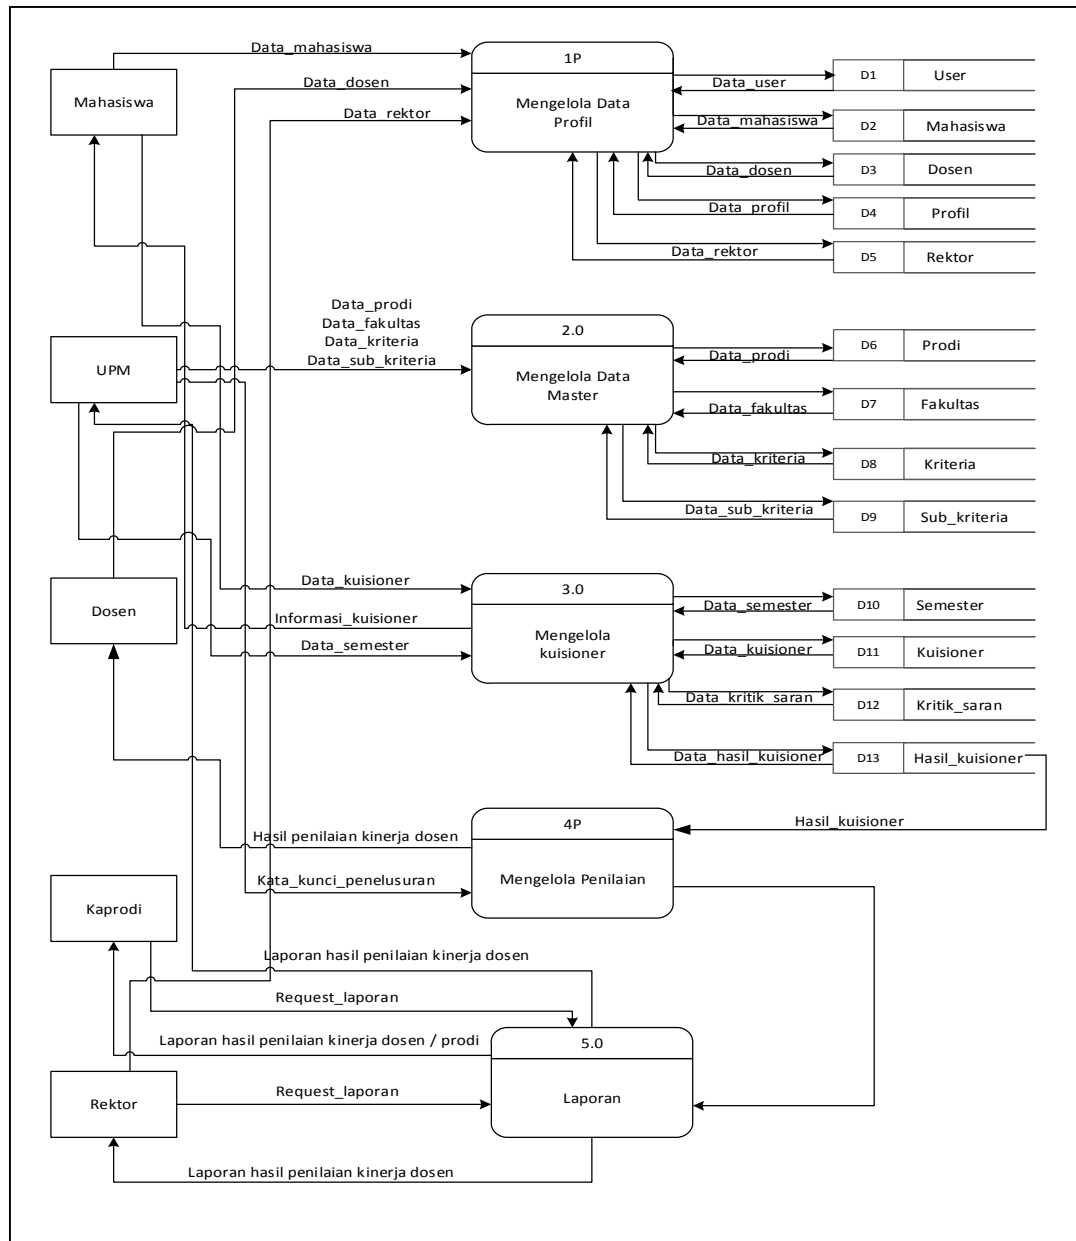 Data_mahasiswa
1P
Mengelola Data
Profil
Mahasiswa
Data_dosen
Data_rektor
Data_user
D1 User
Data_mahasiswa
D2 Mahasiswa
Data_dosen
D3 Dosen
Data_profil
D4 Profil
Data_rektor
D5 Rektor
Data_prodi
Data_fakultas
Data_kriteria
Data_sub_kriteria
UPM
2.0
Mengelola Data
Master
Data_prodi
D6 Prodi
Data_fakultas
D7 Fakultas
Data_kriteria
D8 Kriteria
Data_sub_kriteria
D9 Sub_kriteria
Dosen
Data_kuisioner
Informasi_kuisioner
Data_semester
3.0
Mengelola
kuisioner
Data_semester
D10 Semester
Data_kuisioner
D11 Kuisioner
Data_kritik_saran
D12 Kritik_saran
Data_hasil_kuisioner
D13 Hasil_kuisioner
Hasil_kuisioner
4P
Mengelola Penilaian
Hasil penilaian kinerja dosen
Kata_kunci_penelusuran
Kaprodi
Laporan hasil penilaian kinerja dosen
Request_laporan
Laporan hasil penilaian kinerja dosen / prodi
5.0
Laporan
Rektor
Request_laporan
Laporan hasil penilaian kinerja dosen